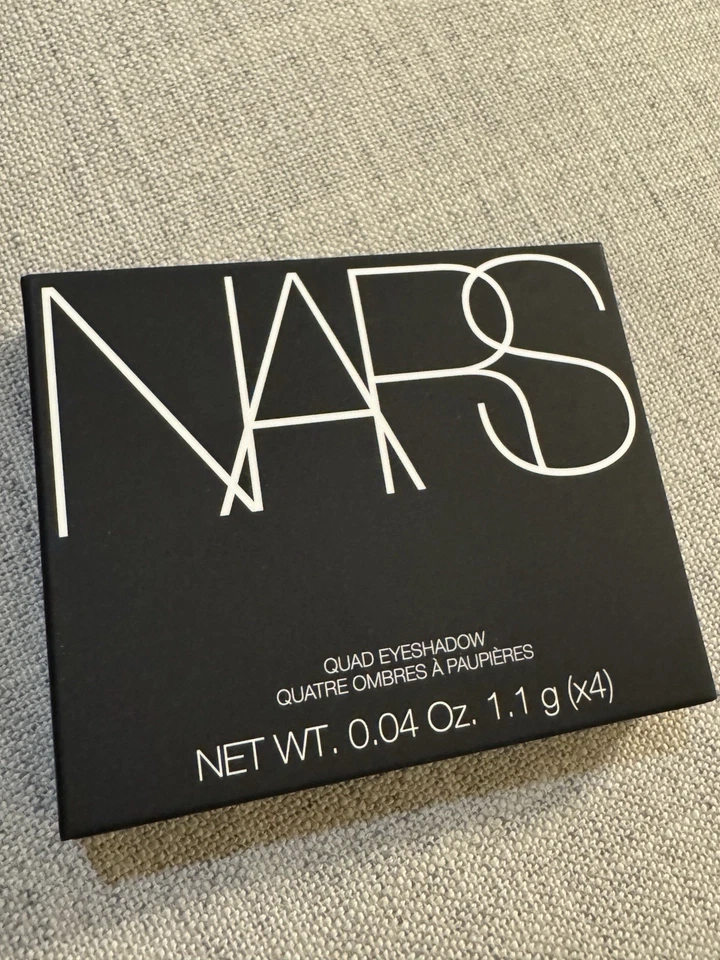 NARS
QUAD EYESHADOW
QUATRE OMBRES À PAUPIÈRES
NET WT. 0.04 Oz. 1.1 g (x4)